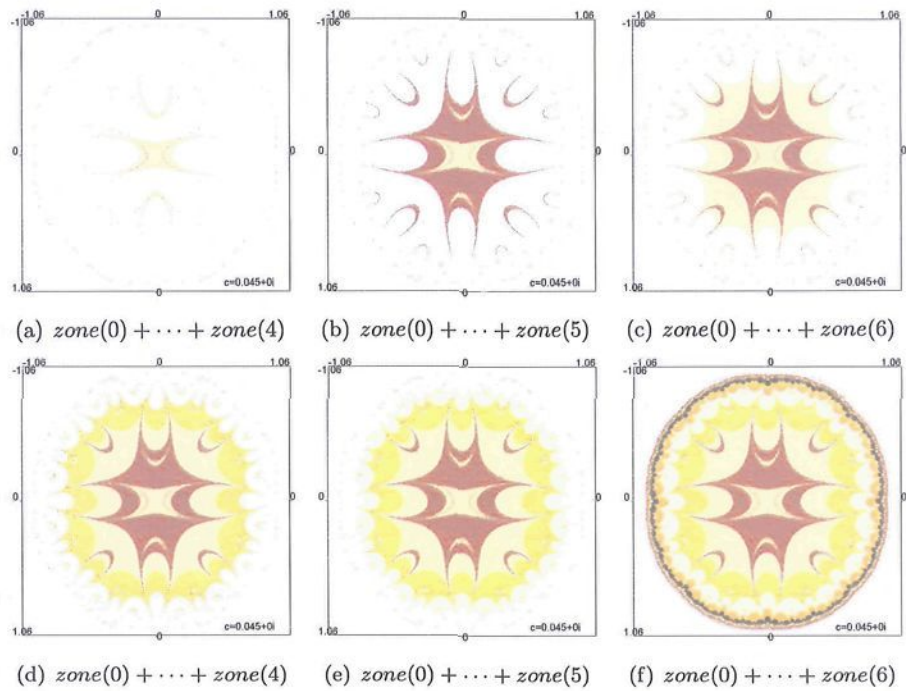 -1.06 0 1.06 -1.06 0 1.06 -1.06 0 1.06
0 0 0 0
1.06 0 c=0.045+0i 1.06 0 c=0.045+0i 1.06 0 c=0.045+0i
(a) zone(0) + ··· + zone(4) (b) zone(0) + ··· + zone(5) (c) zone(0) + ··· + zone(6)
-1.06 0 1.06 -1.06 0 1.06 -1.06 0 1.06
0 0 0 0
1.06 0 c=0.045+0i 1.06 0 c=0.045+0i 1.06 0 c=0.045+0i
(d) zone(0) + ··· + zone(4) (e) zone(0) + ··· + zone(5) (f) zone(0) + ··· + zone(6)